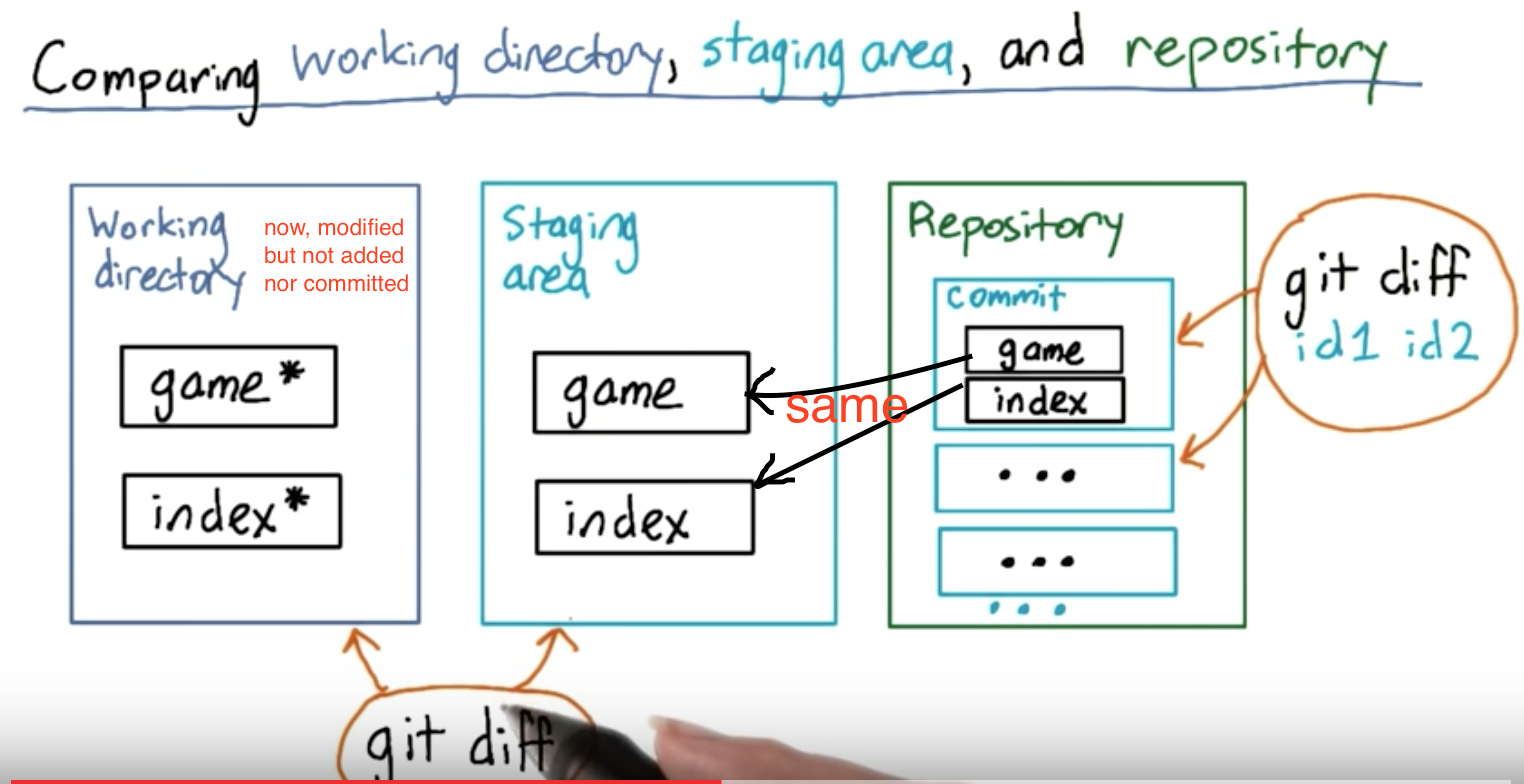 Comparing working directory, staging area, and repository
Working
directory
now, modified
but not added
nor committed
game*
index*
Staging
area
game
index
same
Repository
commit
game
index
...
...
...
git diff
id1 id2
git diff